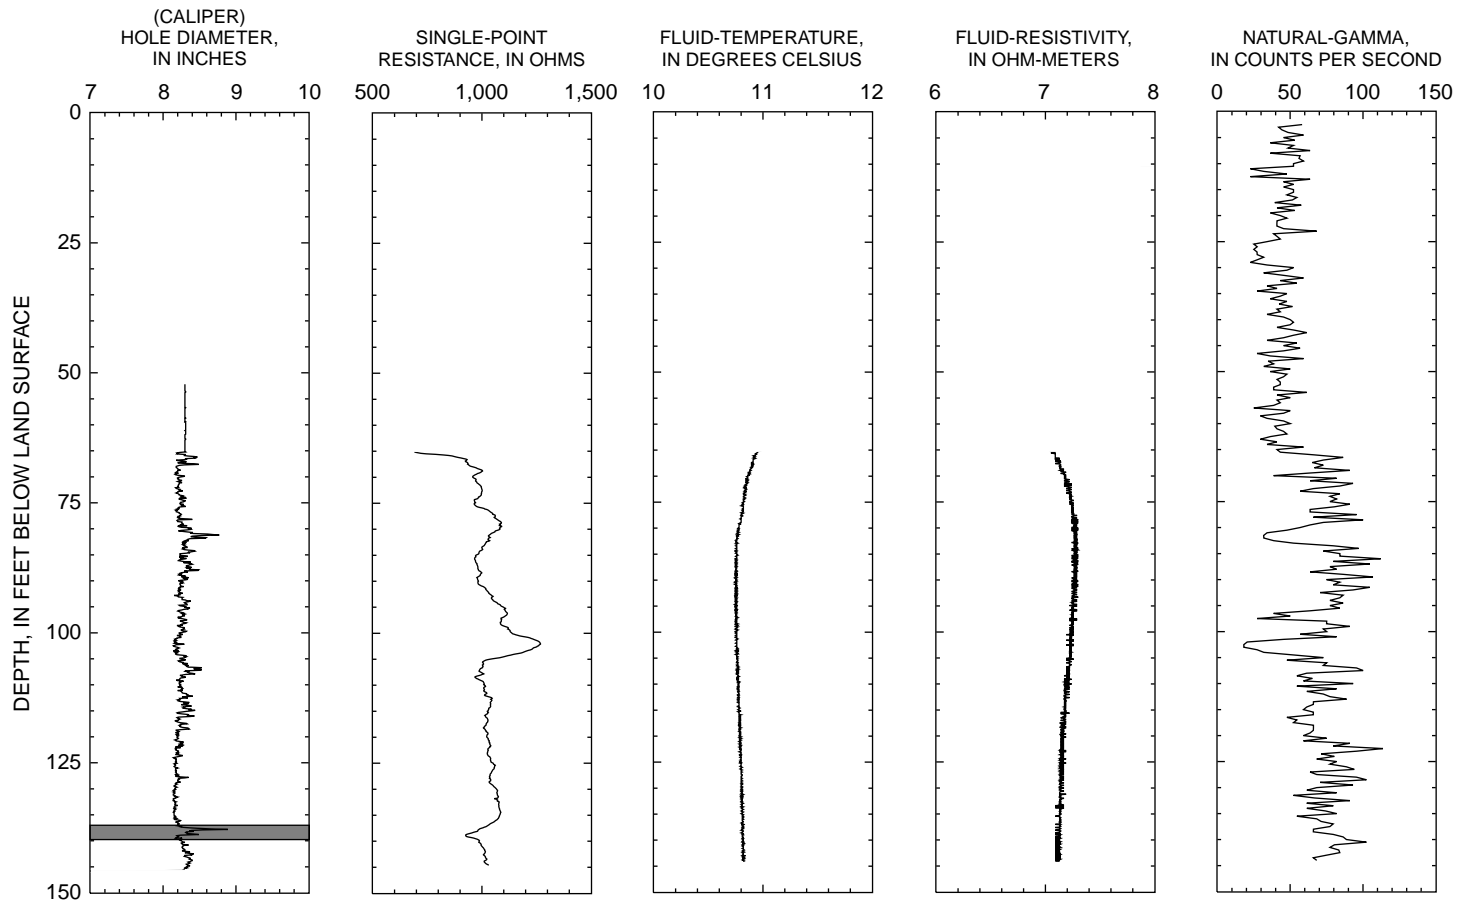 (CALIPER)
HOLE DIAMETER,
IN INCHES
SINGLE-POINT
RESISTANCE, IN OHMS
FLUID-TEMPERATURE,
IN DEGREES CELSIUS
FLUID-RESISTIVITY,
IN OHM-METERS
NATURAL-GAMMA,
IN COUNTS PER SECOND
7 8 9 10
500 1,000 1,500
10 11 12
6 7 8
0 50 100 150
DEPTH, IN FEET BELOW LAND SURFACE
0
25
50
75
100
125
150